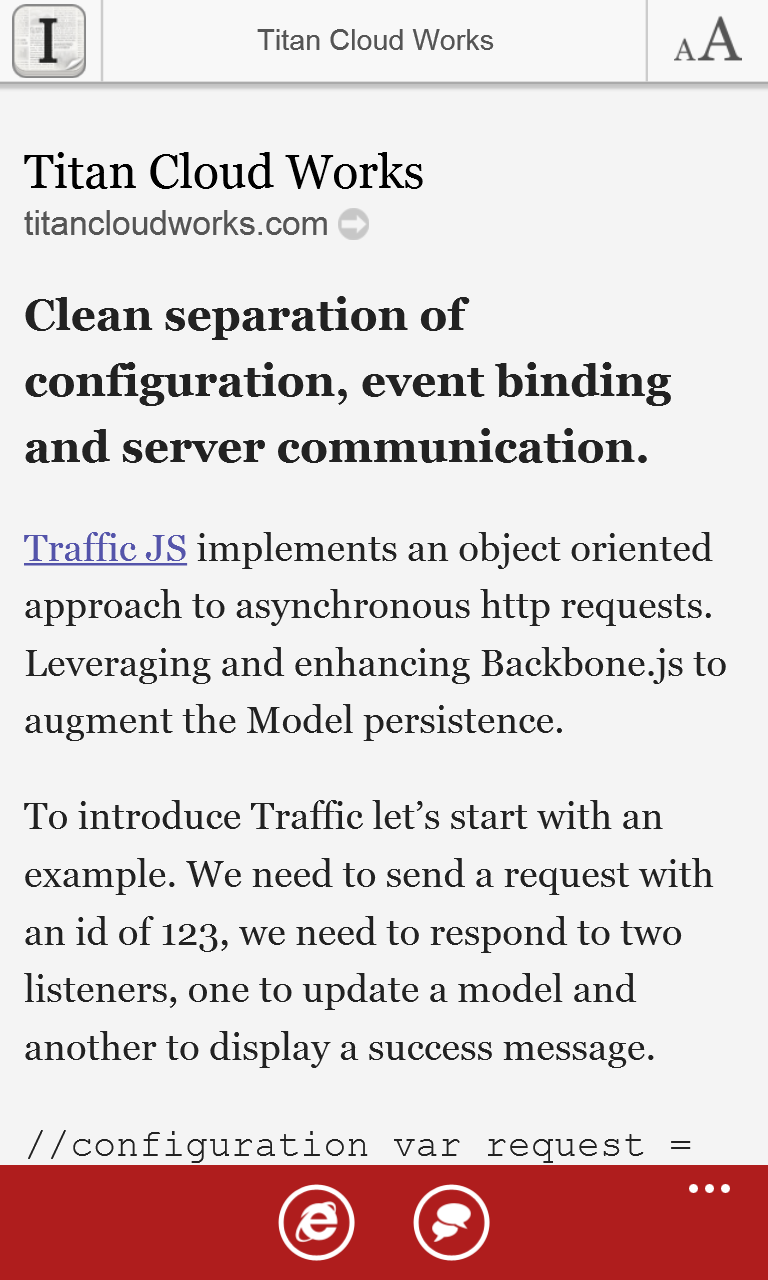 I
Titan Cloud Works
AA
Titan Cloud Works
titancloudworks.com
Clean separation of
configuration, event binding
and server communication.
Traffic JS implements an object oriented
approach to asynchronous http requests.
Leveraging and enhancing Backbone.js to
augment the Model persistence.
To introduce Traffic let’s start with an
example. We need to send a request with
an id of 123, we need to respond to two
listeners, one to update a model and
another to display a success message.
//configuration var request =